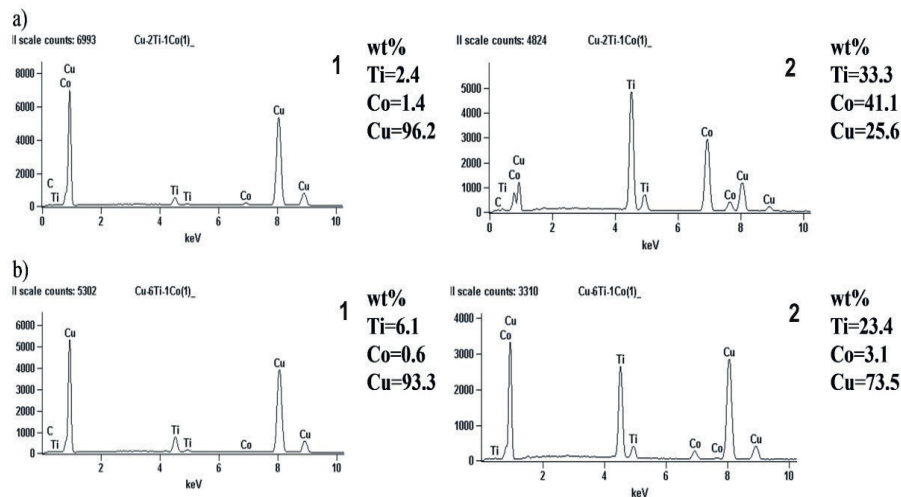 a)
ll scale counts: 6993 Cu-2Ti-1Co(1)_
1
wt%
Ti=2.4
Co=1.4
Cu=96.2
Cu
Co
Cu
C
Ti
Ti
Ti
Co
Cu
8000
6000
4000
2000
0
0 2 4 6 8 10
keV
ll scale counts: 4824 Cu-2Ti-1Co(1)_
2
wt%
Ti=33.3
Co=41.1
Cu=25.6
Ti
Co
Cu
Ti
Co
C
Ti
Co
Cu
Cu
5000
4000
3000
2000
1000
0
0 2 4 6 8 10
keV
b)
ll scale counts: 5302 Cu-6Ti-1Co(1)_
1
wt%
Ti=6.1
Co=0.6
Cu=93.3
Cu
Cu
C
Ti
Ti
Ti
Co
Cu
6000
5000
4000
3000
2000
1000
0
0 2 4 6 8 10
keV
ll scale counts: 3310 Cu-6Ti-1Co(1)_
2
wt%
Ti=23.4
Co=3.1
Cu=73.5
Cu
Co
Ti
Cu
Ti
Ti
Co
Co
Cu
4000
3000
2000
1000
0
2 4 6 8 10
keV